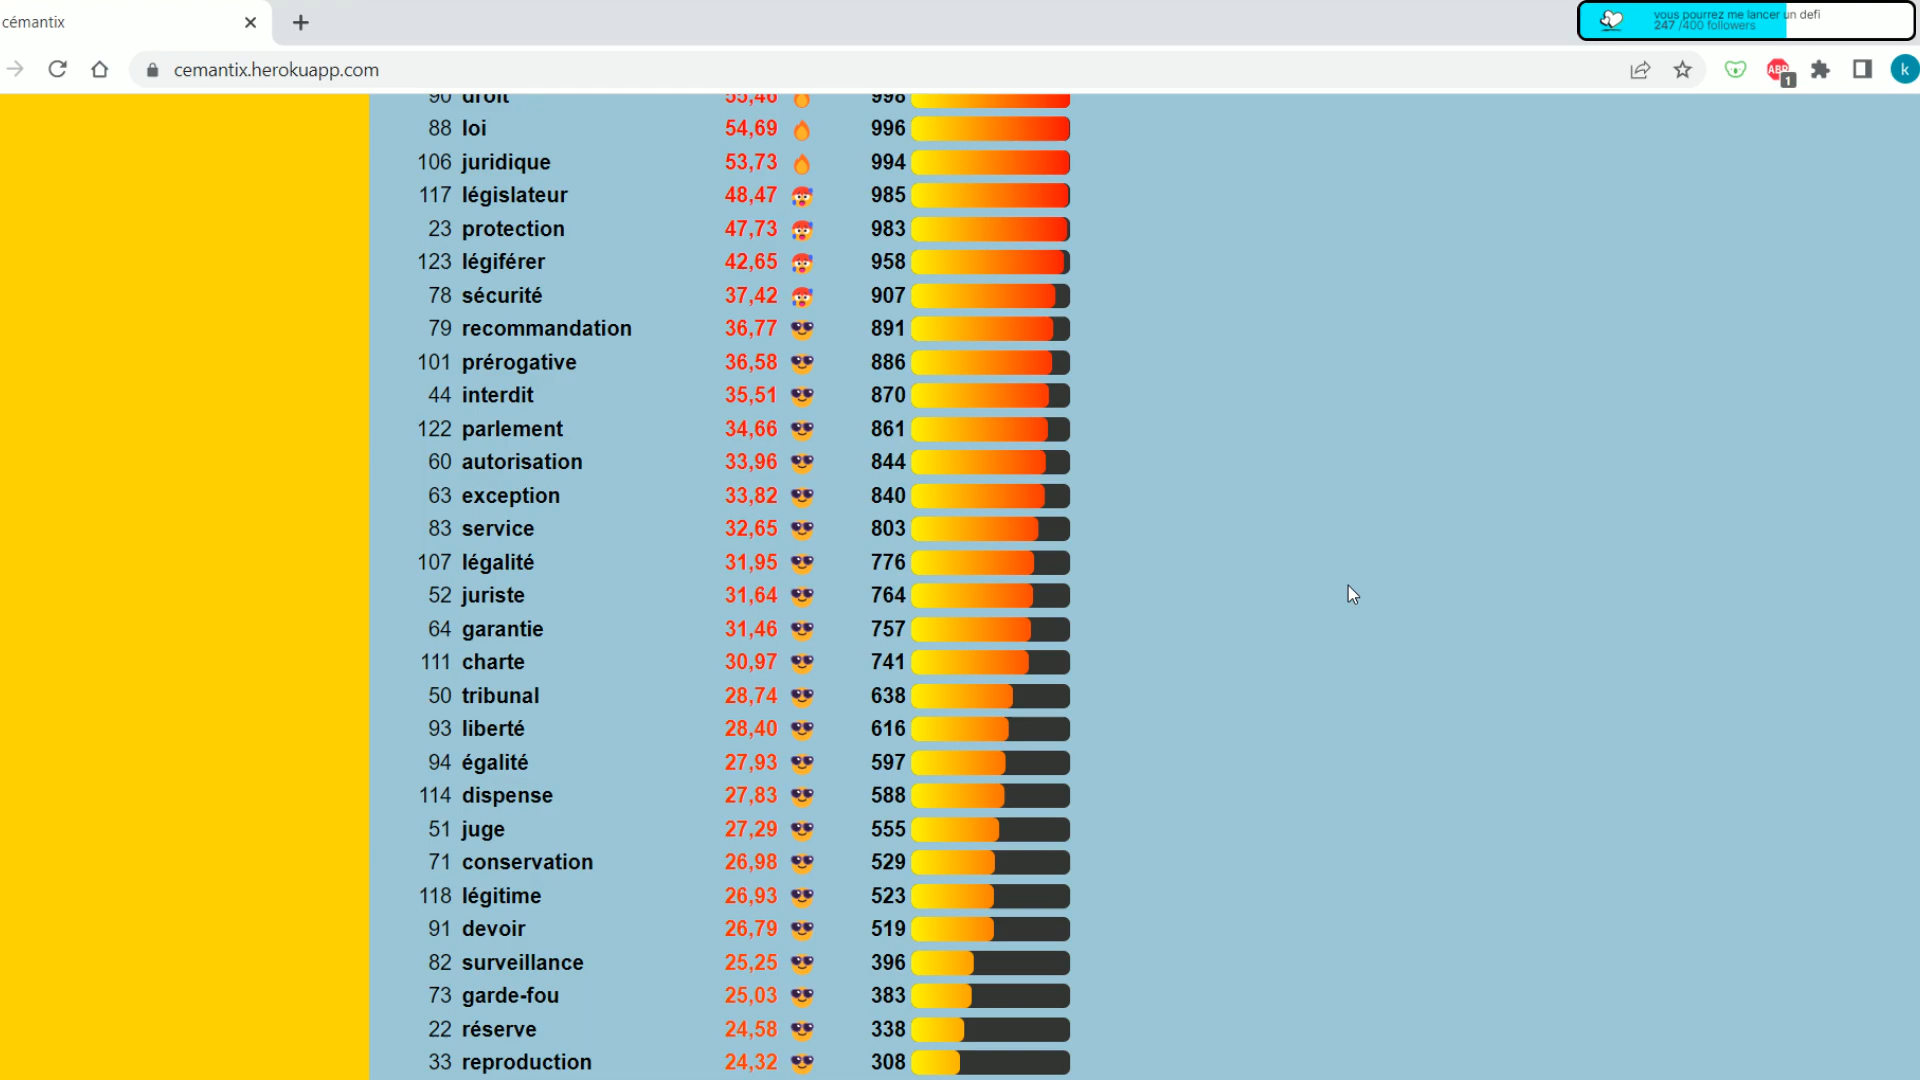 cémantix
vous pourrez me lancer un defi
247 /400 followers
cemantix.herokuapp.com
ABP
1
k
90 droit 55,46 998
88 loi 54,69 996
106 juridique 53,73 994
117 législateur 48,47 985
23 protection 47,73 983
123 légiférer 42,65 958
78 sécurité 37,42 907
79 recommandation 36,77 891
101 prérogative 36,58 886
44 interdit 35,51 870
122 parlement 34,66 861
60 autorisation 33,96 844
63 exception 33,82 840
83 service 32,65 803
107 légalité 31,95 776
52 juriste 31,64 764
64 garantie 31,46 757
111 charte 30,97 741
50 tribunal 28,74 638
93 liberté 28,40 616
94 égalité 27,93 597
114 dispense 27,83 588
51 juge 27,29 555
71 conservation 26,98 529
118 légitime 26,93 523
91 devoir 26,79 519
82 surveillance 25,25 396
73 garde-fou 25,03 383
22 réserve 24,58 338
33 reproduction 24,32 308